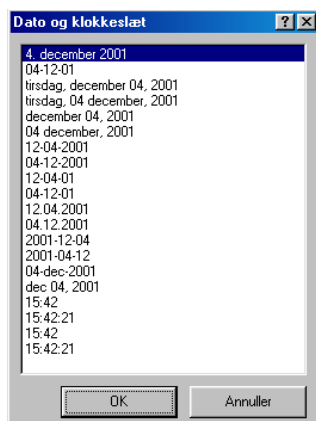 Dato og klokkeslæt
4. december 2001
04-12-01
tirsdag, december 04, 2001
tirsdag, 04 december, 2001
december 04, 2001
04 december, 2001
12-04-2001
04-12-2001
12-04-01
04-12-01
12.04.2001
04.12.2001
2001-12-04
2001-04-12
04-dec-2001
dec 04, 2001
15:42
15:42:21
15:42
15:42:21
OK Annuller